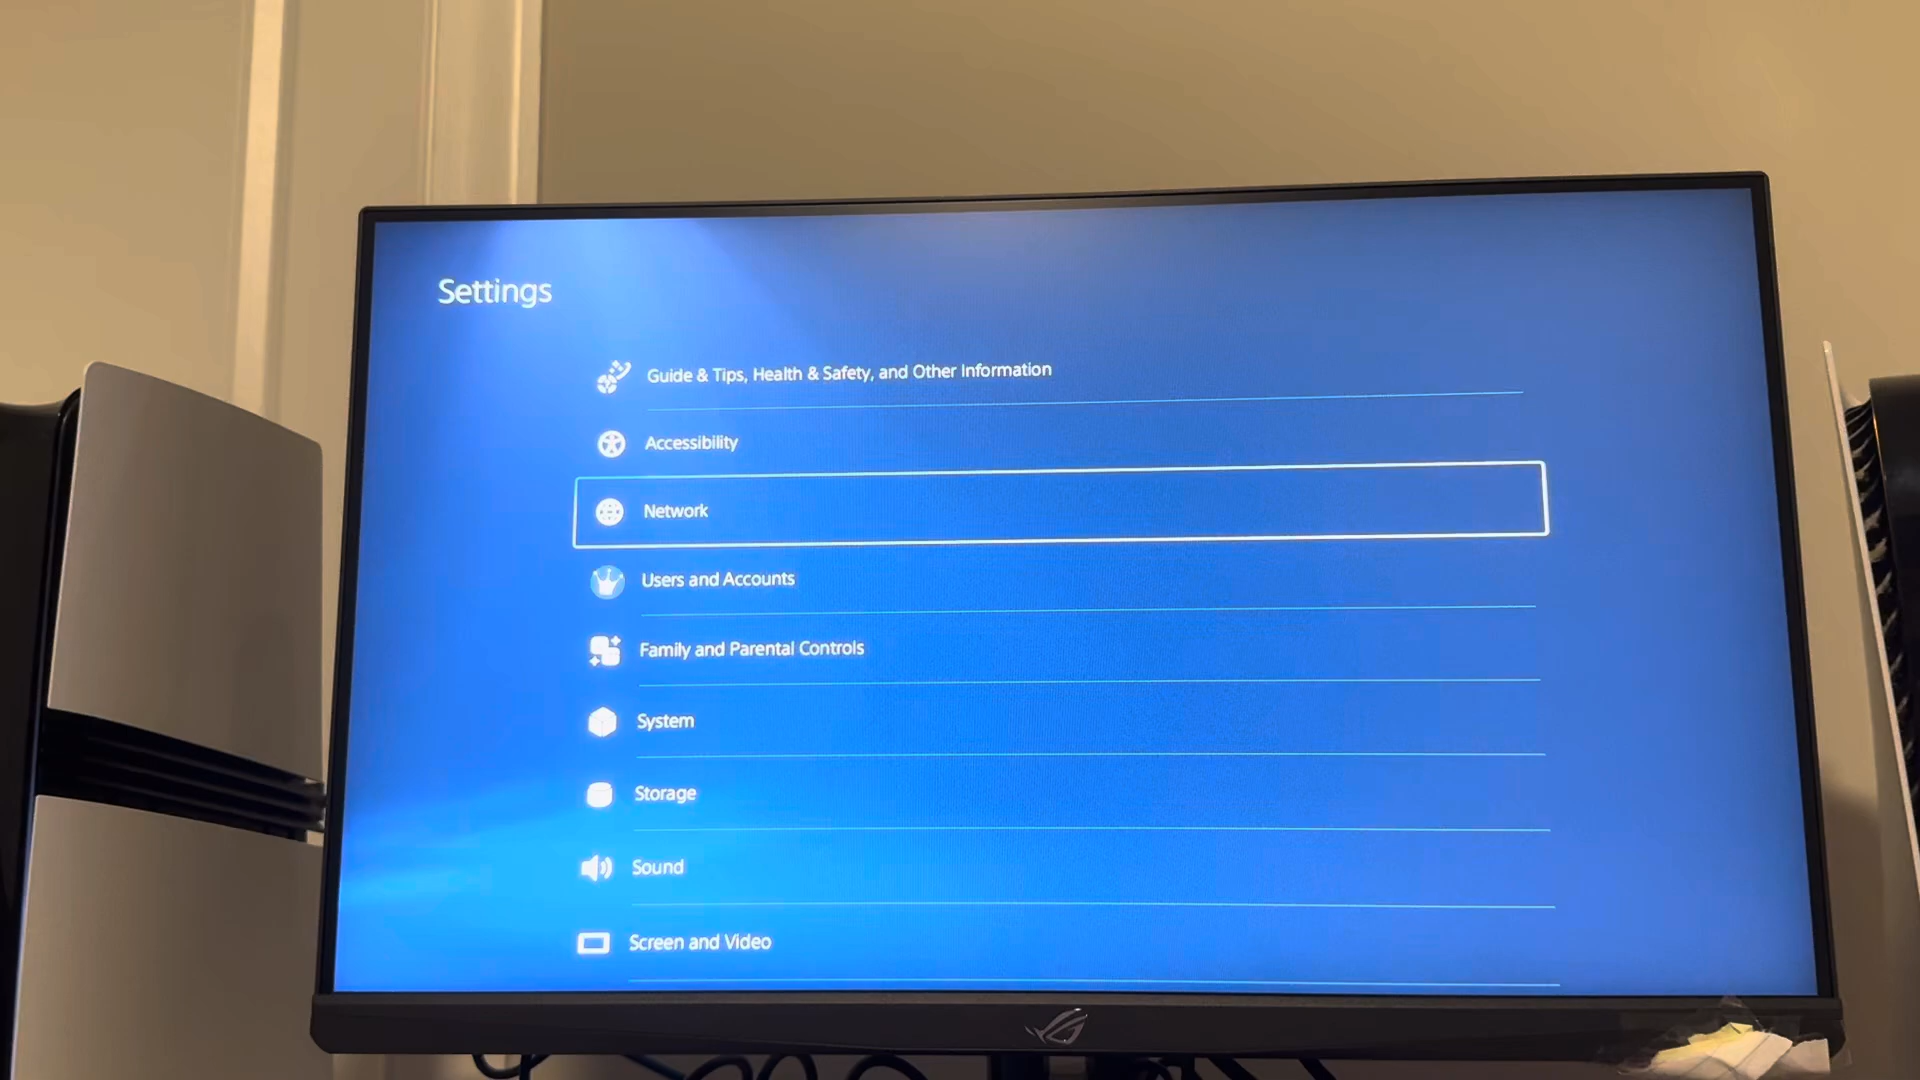 Settings
Guide & Tips, Health & Safety, and Other Information
Accessibility
Network
Users and Accounts
Family and Parental Controls
System
Storage
Sound
Screen and Video